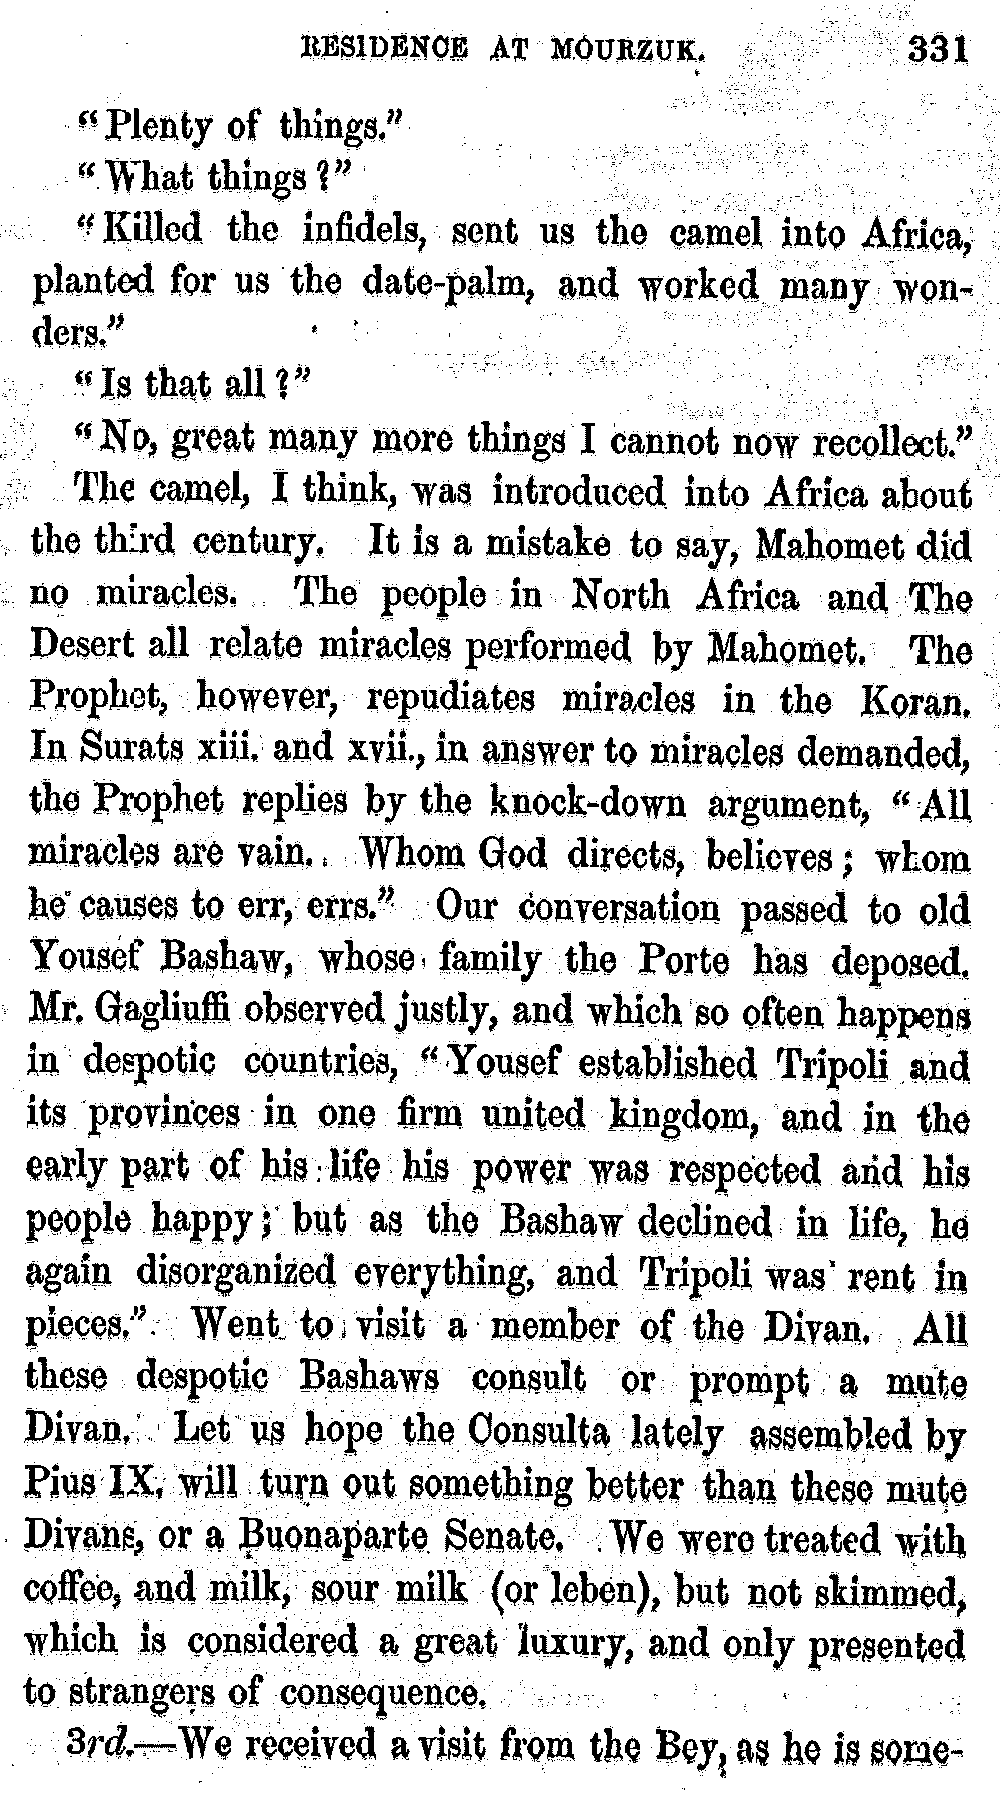 RESIDENCE AT MOURZUK. 331
"Plenty of things."
"What things?"
"Killed the infidels, sent us the camel into Africa,
planted for us the date-palm, and worked many won-
ders."
"Is that all?"
"No, great many more things I cannot now recollect."
The camel, I think, was introduced into Africa about
the third century. It is a mistake to say, Mahomet did
no miracles. The people in North Africa and The
Desert all relate miracles performed by Mahomet. The
Prophet, however, repudiates miracles in the Koran.
In Surats xiii. and xvii., in answer to miracles demanded,
the Prophet replies by the knock-down argument, "All
miracles are vain. Whom God directs, believes; whom
he causes to err, errs." Our conversation passed to old
Yousef Bashaw, whose family the Porte has deposed.
Mr. Gagliuffi observed justly, and which so often happens
in despotic countries, "Yousef established Tripoli and
its provinces in one firm united kingdom, and in the
early part of his life his power was respected and his
people happy; but as the Bashaw declined in life, he
again disorganized everything, and Tripoli was rent in
pieces." Went to visit a member of the Divan. All
these despotic Bashaws consult or prompt a mute
Divan. Let us hope the Consulta lately assembled by
Pius IX. will turn out something better than these mute
Divans, or a Buonaparte Senate. We were treated with
coffee, and milk, sour milk (or leben), but not skimmed,
which is considered a great luxury, and only presented
to strangers of consequence.
3rd.—We received a visit from the Bey, as he is some-